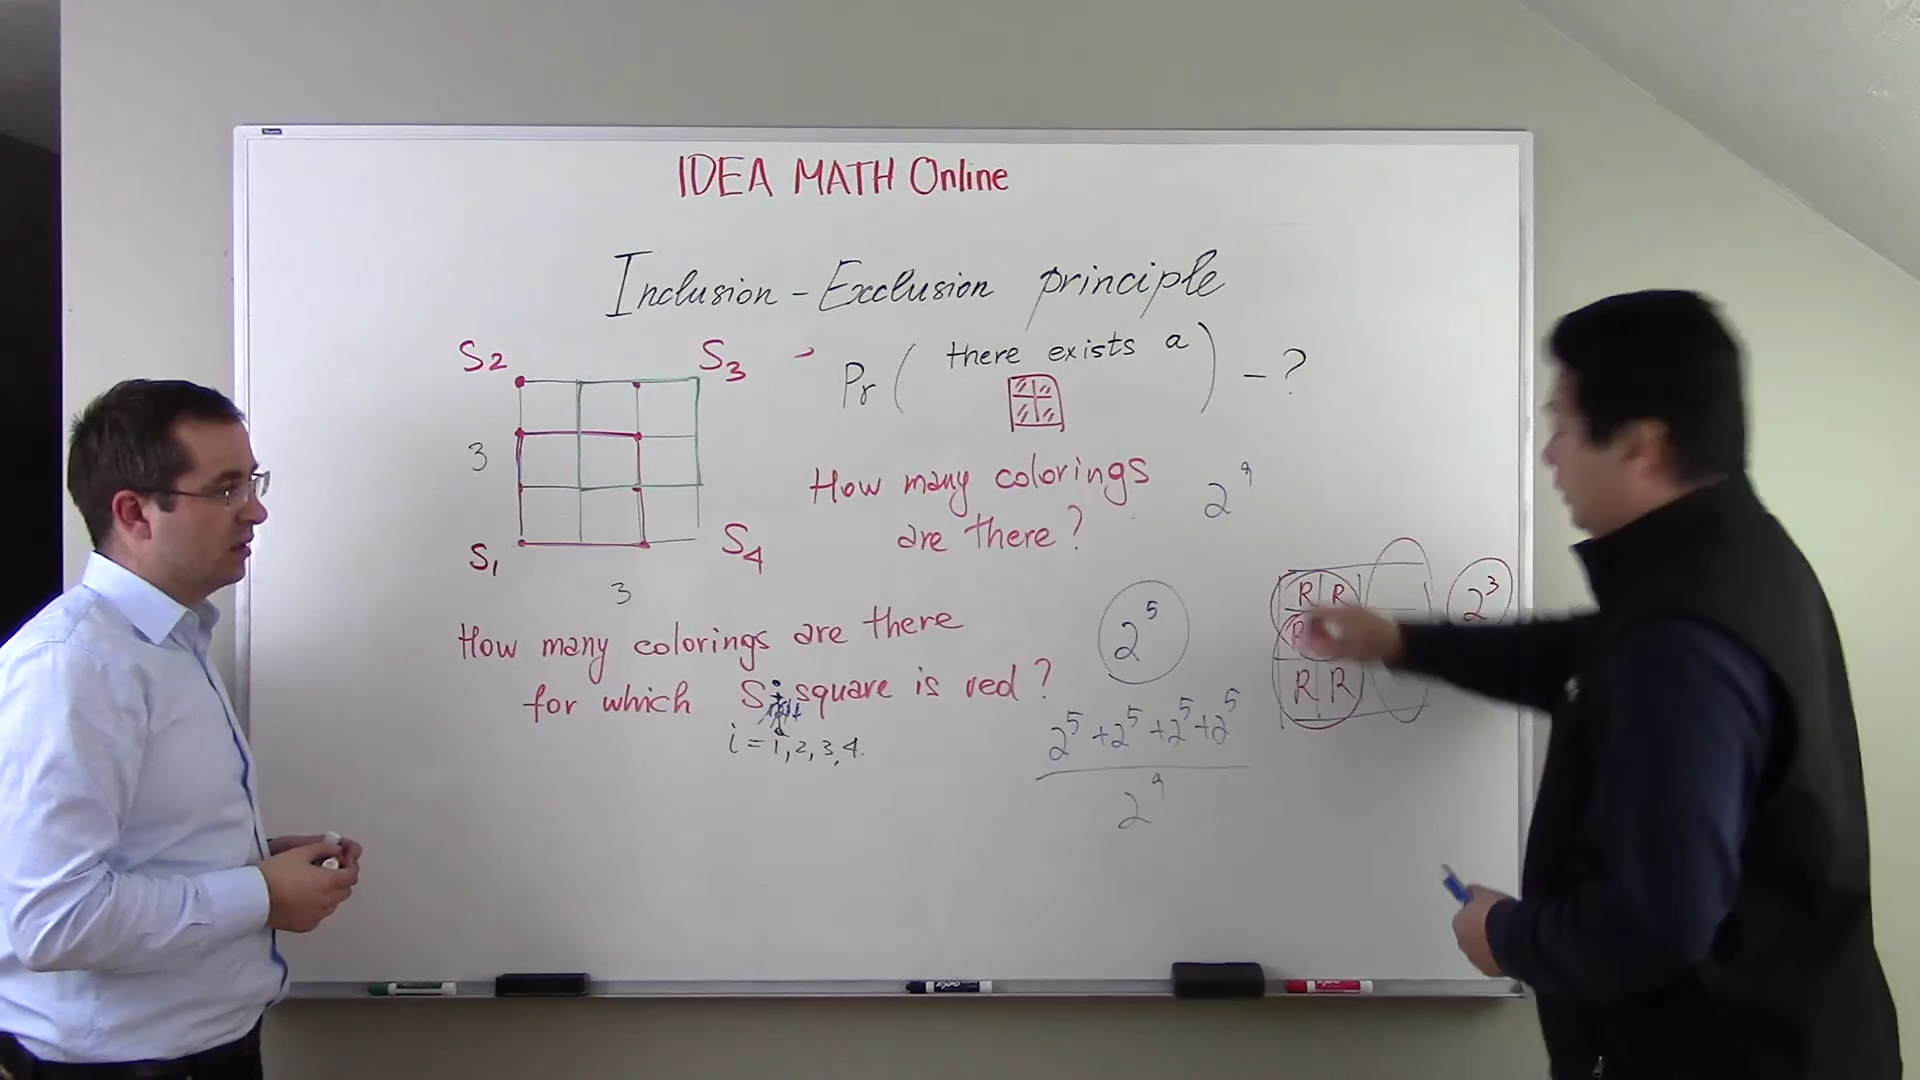 IDEA MATH Online
Inclusion - Exclusion principle
S2
S3
Pr ( there exists a ) - ?
3
How many colorings
are there?
2^9
S1
S4
3
R R
R
R R
2^3
How many colorings are there
for which Si square is red?
i = 1, 2, 3, 4.
2^5
2^5 + 2^5 + 2^5 + 2^5
2^9